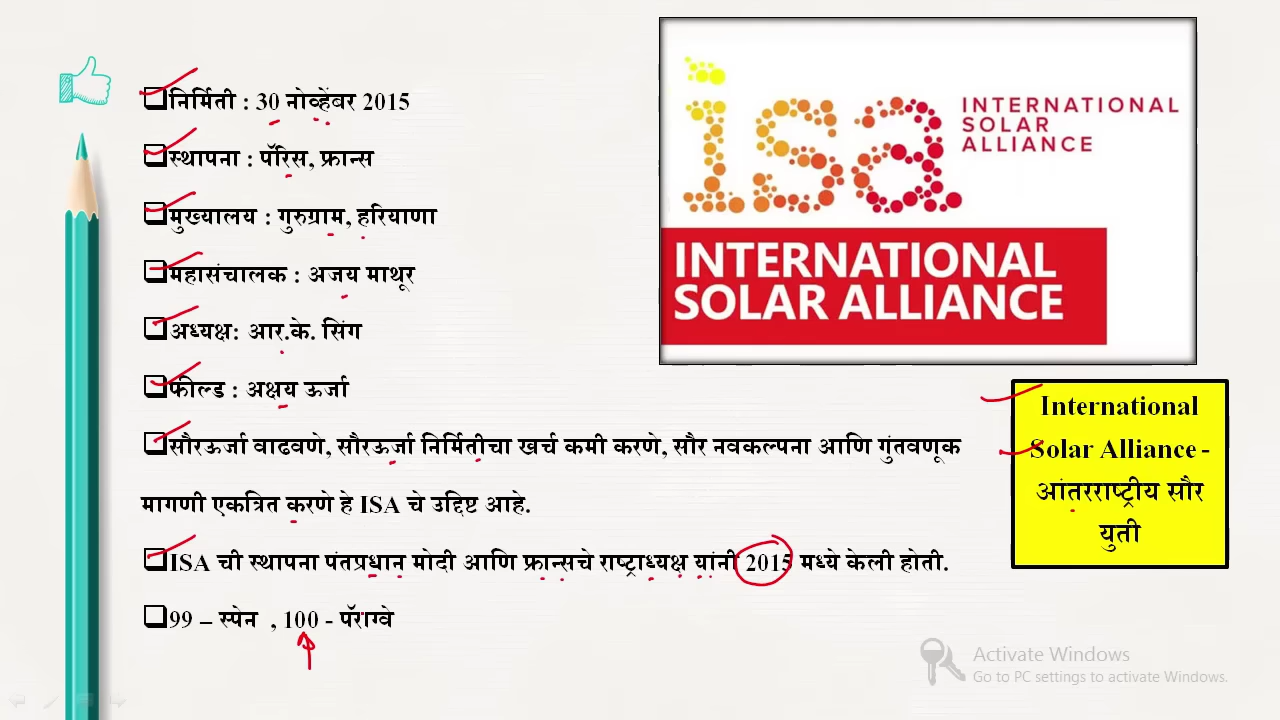 निर्मिती : 30 नोव्हेंबर 2015
स्थापना : पॅरिस, फ्रान्स
मुख्यालय : गुरुग्राम, हरियाणा
महासंचालक : अजय माथूर
अध्यक्ष: आर.के. सिंग
फील्ड : अक्षय ऊर्जा
सौरऊर्जा वाढवणे, सौरऊर्जा निर्मितीचा खर्च कमी करणे, सौर नवकल्पना आणि गुंतवणूक
मागणी एकत्रित करणे हे ISA चे उद्दिष्ट आहे.
ISA ची स्थापना पंतप्रधान मोदी आणि फ्रान्सचे राष्ट्राध्यक्ष यांनी 2015 मध्ये केली होती.
99 – स्पेन , 100 - पॅराग्वे
isa
INTERNATIONAL
SOLAR
ALLIANCE
INTERNATIONAL
SOLAR ALLIANCE
International
Solar Alliance -
आंतरराष्ट्रीय सौर
युती
Activate Windows
Go to PC settings to activate Windows.